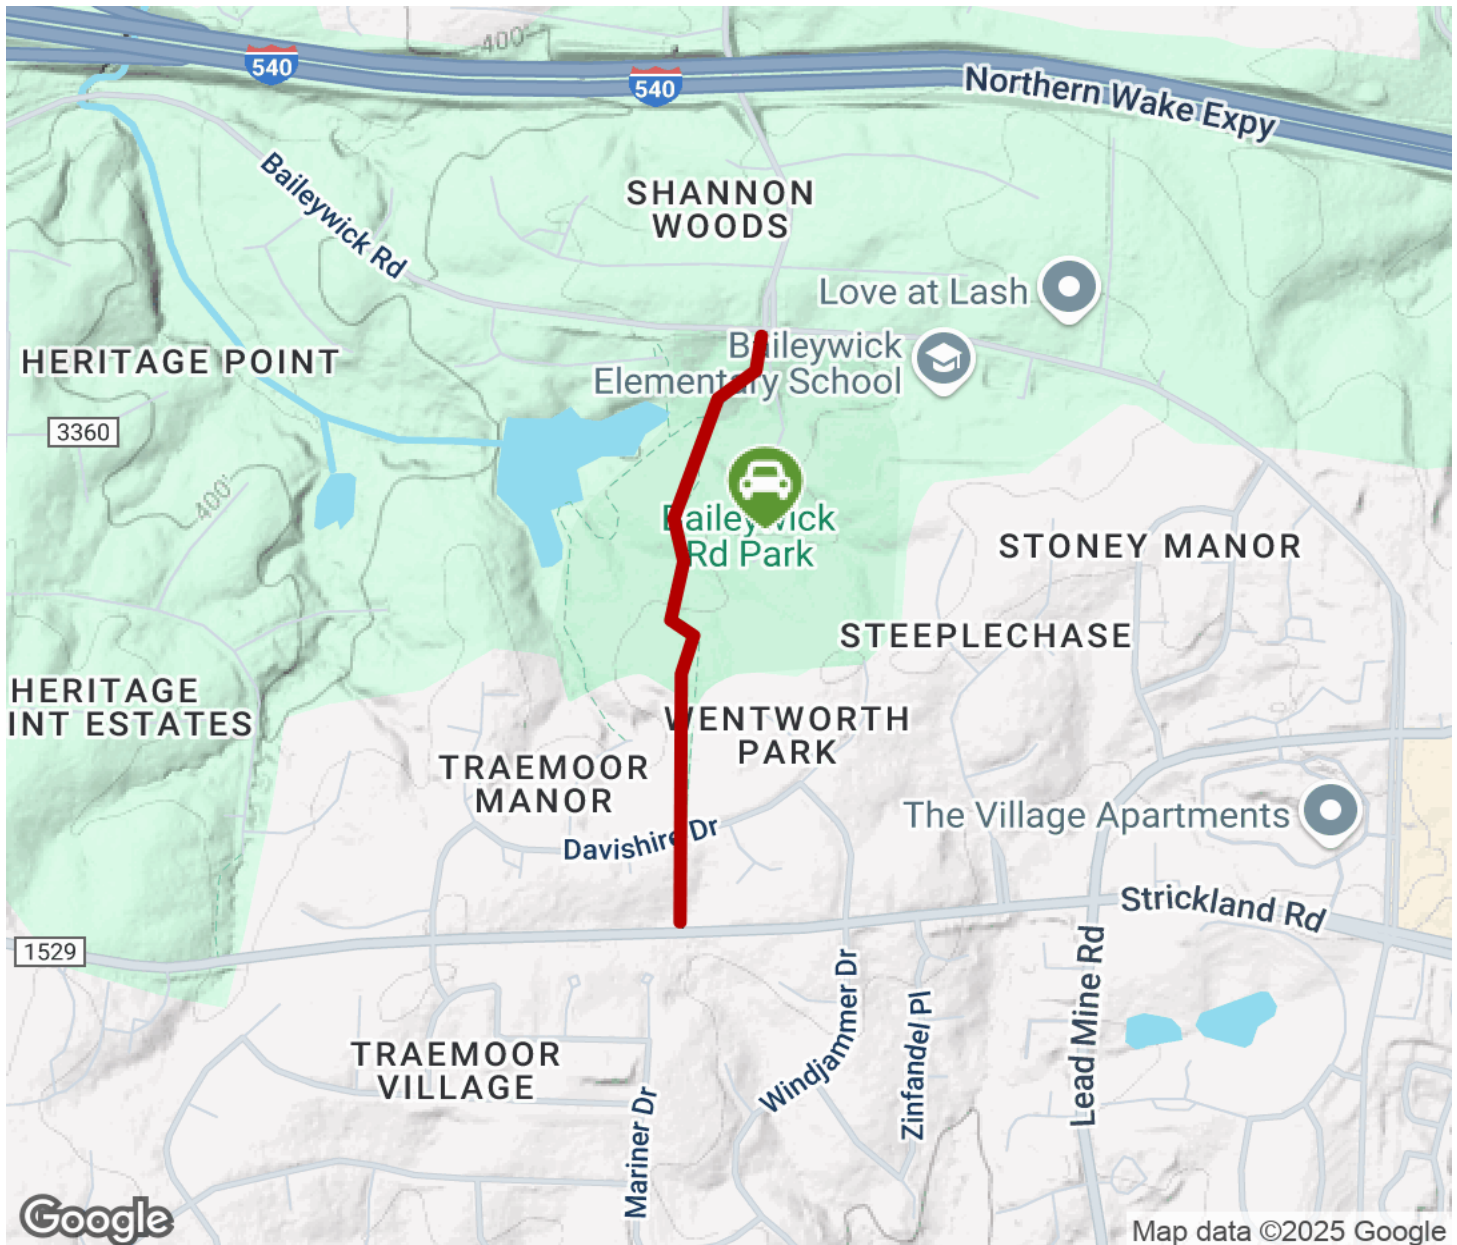 400'
540
540
Northern Wake Expy
Baileywick Rd
SHANNON
WOODS
Love at Lash
Baileywick
Elementary School
HERITAGE POINT
3360
400'
Baileywick
Rd Park
STONEY MANOR
STEEPLECHASE
HERITAGE
INT ESTATES
WENTWORTH
PARK
TRAEMOOR
MANOR
Davishire Dr
The Village Apartments
Strickland Rd
1529
Lead Mine Rd
Windjammer Dr
Zinfandel Pl
TRAEMOOR
VILLAGE
Mariner Dr
Google
Map data ©2025 Google